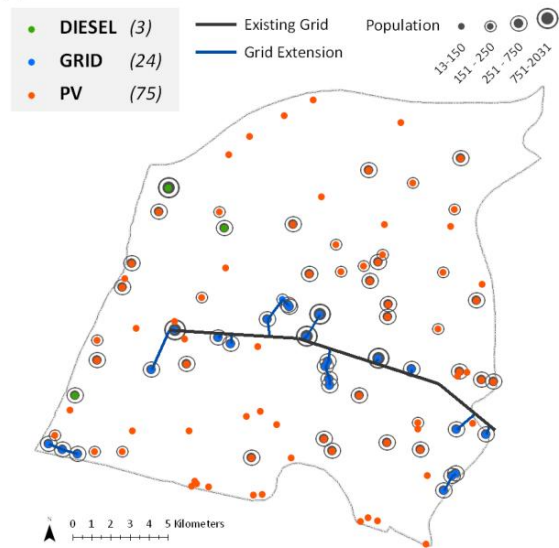 DIESEL (3)
GRID (24)
PV (75)
Existing Grid
Grid Extension
Population
13-150
151 - 250
251 - 750
751-2031
N
0 1 2 3 4 5 Kilometers